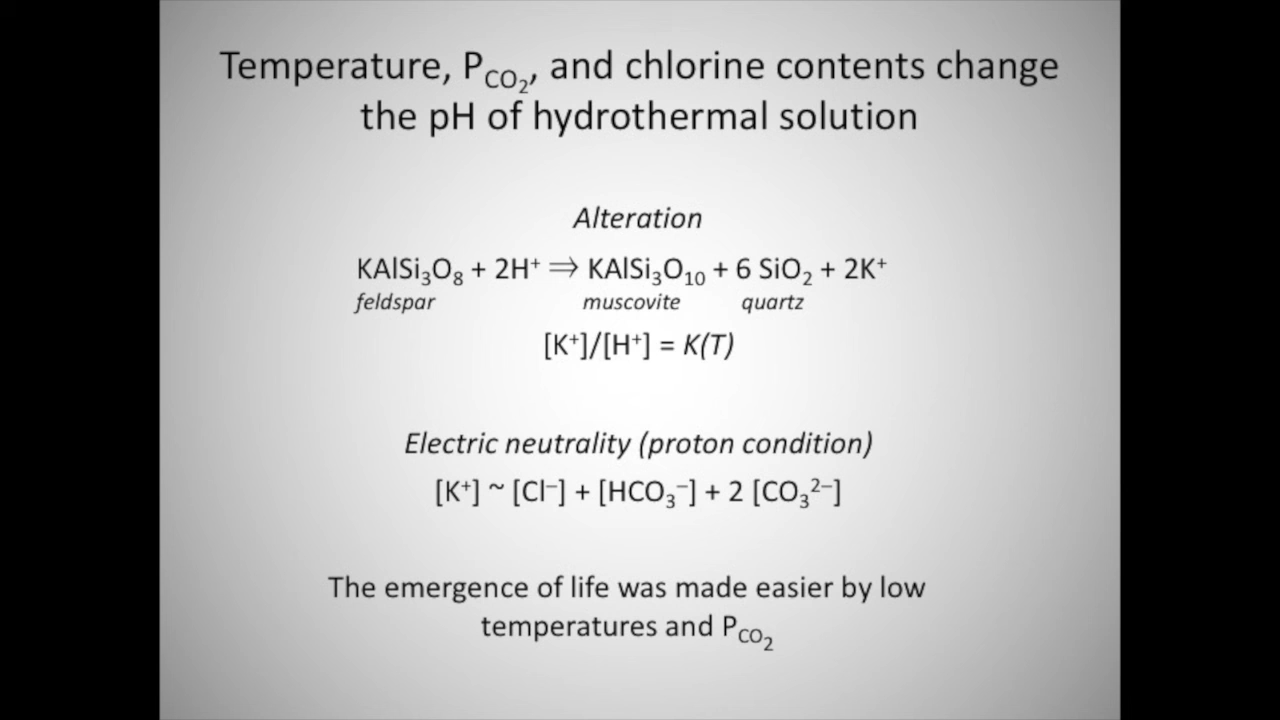 Temperature, P_CO₂, and chlorine contents change
the pH of hydrothermal solution
Alteration
KAlSi₃O₈ + 2H⁺ ⇒ KAlSi₃O₁₀ + 6 SiO₂ + 2K⁺
feldspar muscovite quartz
[K⁺]/[H⁺] = K(T)
Electric neutrality (proton condition)
[K⁺] ~ [Cl⁻] + [HCO₃⁻] + 2 [CO₃²⁻]
The emergence of life was made easier by low
temperatures and P_CO₂